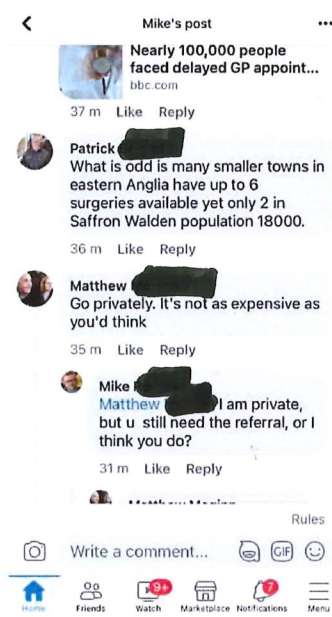 Mike's post
Nearly 100,000 people
faced delayed GP appoint...
bbc.com
37 m Like Reply
Patrick
What is odd is many smaller towns in
eastern Anglia have up to 6
surgeries available yet only 2 in
Saffron Walden population 18000.
36 m Like Reply
Matthew
Go privately. It's not as expensive as
you'd think
35 m Like Reply
Mike
Matthew I am private,
but u still need the referral, or I
think you do?
31 m Like Reply
Rules
Write a comment... GIF
9+ 7
Home Friends Watch Marketplace Notifications Menu